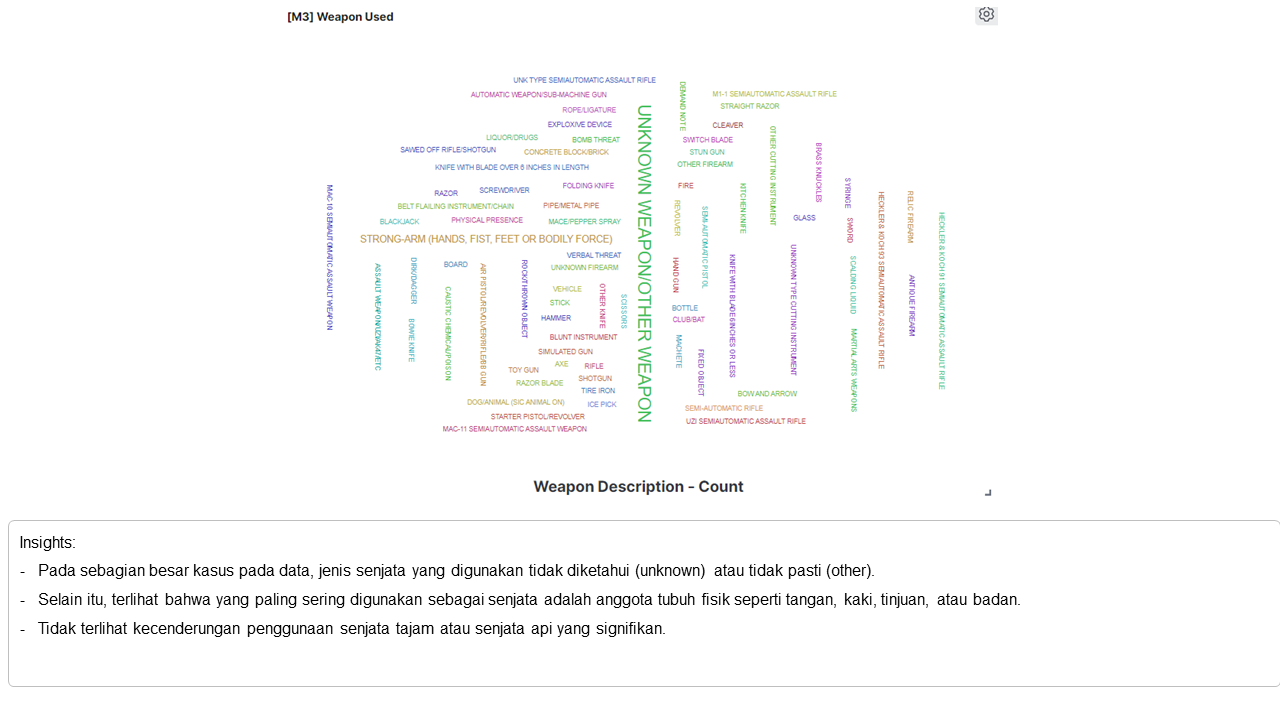 [M3] Weapon Used
UNK TYPE SEMIAUTOMATIC ASSAULT RIFLE
AUTOMATIC WEAPON/SUB-MACHINE GUN
ROPE/LIGATURE
EXPLOXIVE DEVICE
LIQUOR/DRUGS
BOMB THREAT
SAWED OFF RIFLE/SHOTGUN
CONCRETE BLOCK/BRICK
KNIFE WITH BLADE OVER 6 INCHES IN LENGTH
FOLDING KNIFE
RAZOR
SCREWDRIVER
BELT FLAILING INSTRUMENT/CHAIN
PIPE/METAL PIPE
BLACKJACK
PHYSICAL PRESENCE
MACE/PEPPER SPRAY
STRONG-ARM (HANDS, FIST, FEET OR BODILY FORCE)
VERBAL THREAT
BOARD
UNKNOWN FIREARM
VEHICLE
STICK
HAMMER
BLUNT INSTRUMENT
SIMULATED GUN
AXE
RIFLE
TOY GUN
SHOTGUN
RAZOR BLADE
TIRE IRON
DOG/ANIMAL (SIC ANIMAL ON)
ICE PICK
STARTER PISTOL/REVOLVER
MAC-11 SEMIAUTOMATIC ASSAULT WEAPON
MAC-10 SEMIAUTOMATIC ASSAULT WEAPON
ASSAULT WEAPON/UZI/AK47/ETC
DIRK/DAGGER
BOWIE KNIFE
CAUSTIC CHEMICAL/POISON
AIR PISTOL/REVOLVER/RIFLE/BB GUN
ROCK/THROWN OBJECT
OTHER KNIFE
SCISSORS
UNKNOWN WEAPON/OTHER WEAPON
DEMAND NOTE
M1-1 SEMIAUTOMATIC ASSAULT RIFLE
STRAIGHT RAZOR
CLEAVER
SWITCH BLADE
STUN GUN
OTHER FIREARM
FIRE
REVOLVER
SEMI-AUTOMATIC PISTOL
KITCHEN KNIFE
OTHER CUTTING INSTRUMENT
BRASS KNUCKLES
GLASS
SYRINGE
SWORD
HECKLER & KOCH 93 SEMIAUTOMATIC ASSAULT RIFLE
RELIC FIREARM
HECKLER & KOCH 91 SEMIAUTOMATIC ASSAULT RIFLE
HAND GUN
KNIFE WITH BLADE 6INCHES OR LESS
UNKNOWN TYPE CUTTING INSTRUMENT
SCALDING LIQUID
ANTIQUE FIREARM
BOTTLE
CLUB/BAT
MACHETE
FIXED OBJECT
MARTIAL ARTS WEAPONS
BOW AND ARROW
SEMI-AUTOMATIC RIFLE
UZI SEMIAUTOMATIC ASSAULT RIFLE
Weapon Description - Count
Insights:
- Pada sebagian besar kasus pada data, jenis senjata yang digunakan tidak diketahui (unknown) atau tidak pasti (other).
- Selain itu, terlihat bahwa yang paling sering digunakan sebagai senjata adalah anggota tubuh fisik seperti tangan, kaki, tinjuan, atau badan.
- Tidak terlihat kecenderungan penggunaan senjata tajam atau senjata api yang signifikan.